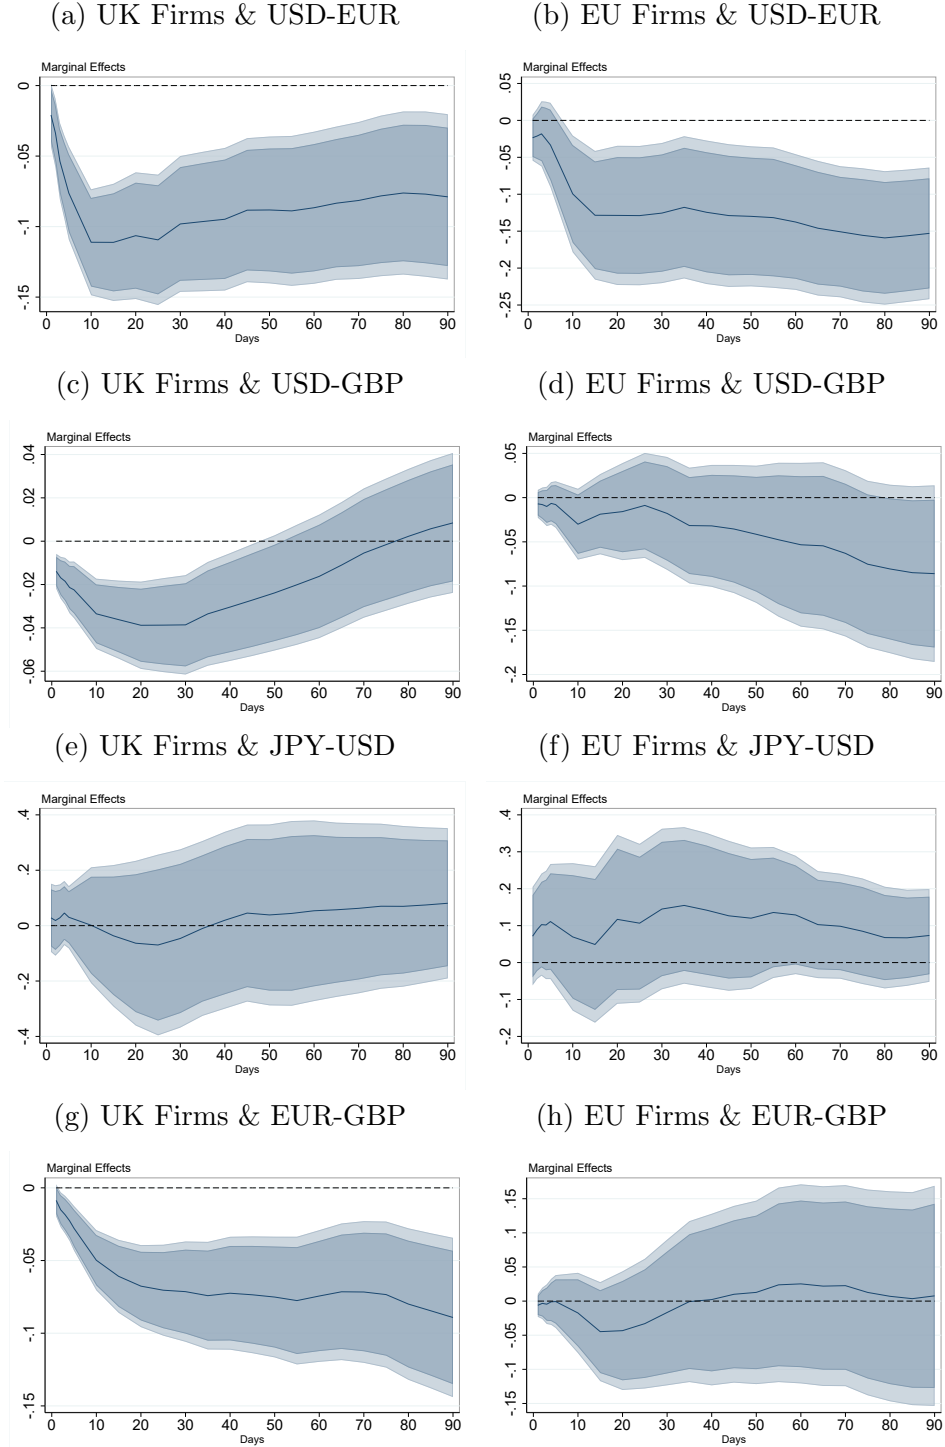 (a) UK Firms & USD-EUR
Marginal Effects
0
-.05
-.1
-.15
0 10 20 30 40 50 60 70 80 90
Days
(b) EU Firms & USD-EUR
Marginal Effects
.05
0
-.05
-.1
-.15
-.2
-.25
0 10 20 30 40 50 60 70 80 90
Days
(c) UK Firms & USD-GBP
Marginal Effects
.04
.02
0
-.02
-.04
-.06
0 10 20 30 40 50 60 70 80 90
Days
(d) EU Firms & USD-GBP
Marginal Effects
.05
0
-.05
-.1
-.15
-.2
0 10 20 30 40 50 60 70 80 90
Days
(e) UK Firms & JPY-USD
Marginal Effects
.4
.2
0
-.2
-.4
0 10 20 30 40 50 60 70 80 90
Days
(f) EU Firms & JPY-USD
Marginal Effects
.4
.3
.2
.1
0
-.1
-.2
0 10 20 30 40 50 60 70 80 90
Days
(g) UK Firms & EUR-GBP
Marginal Effects
0
-.05
-.1
-.15
0 10 20 30 40 50 60 70 80 90
Days
(h) EU Firms & EUR-GBP
Marginal Effects
.15
.1
.05
0
-.05
-.1
-.15
0 10 20 30 40 50 60 70 80 90
Days